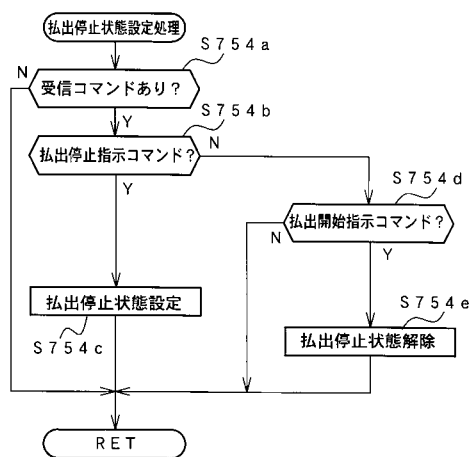 払出停止状態設定処理
S754a
N
受信コマンドあり?
S754b
Y
N
払出停止指示コマンド?
S754d
Y
払出開始指示コマンド?
N
Y
払出停止状態設定
S754e
S754c
払出停止状態解除
RET